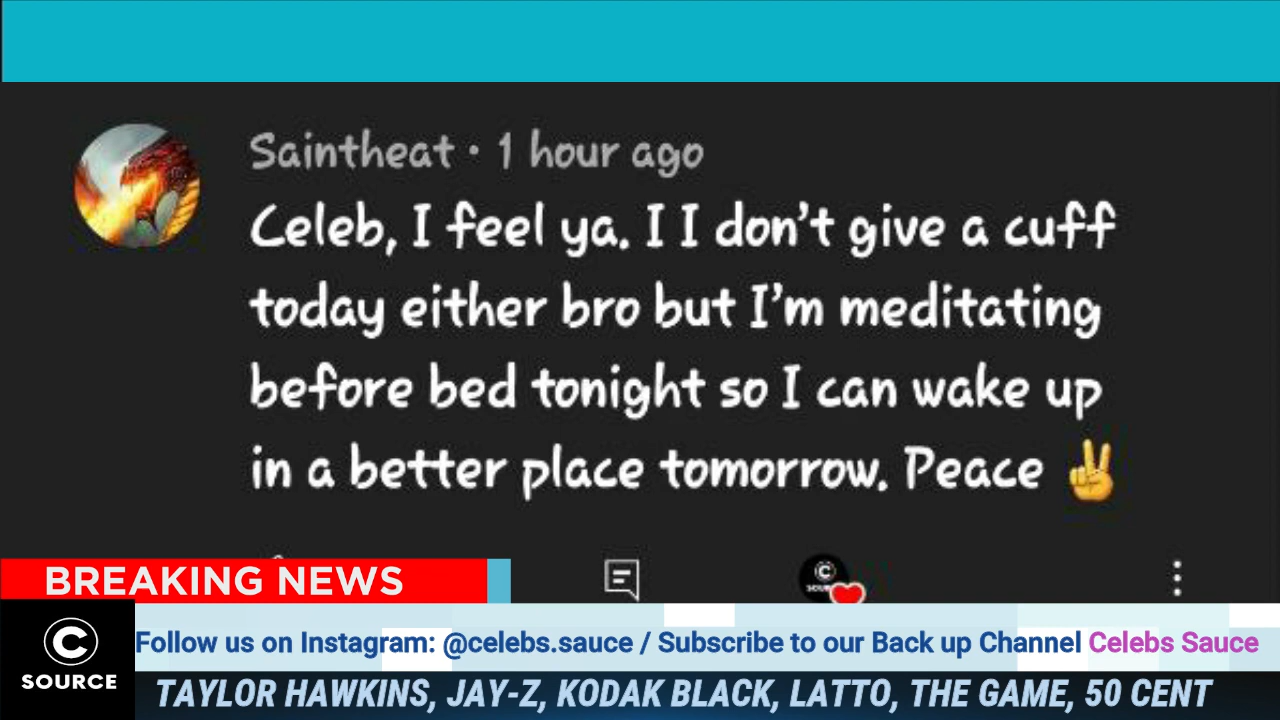 Saintheat · 1 hour ago
Celeb, I feel ya. I I don't give a cuff
today either bro but I'm meditating
before bed tonight so I can wake up
in a better place tomorrow. Peace ✌️
BREAKING NEWS
C
SOURCE
Follow us on Instagram: @celebs.sauce / Subscribe to our Back up Channel Celebs Sauce
TAYLOR HAWKINS, JAY-Z, KODAK BLACK, LATTO, THE GAME, 50 CENT